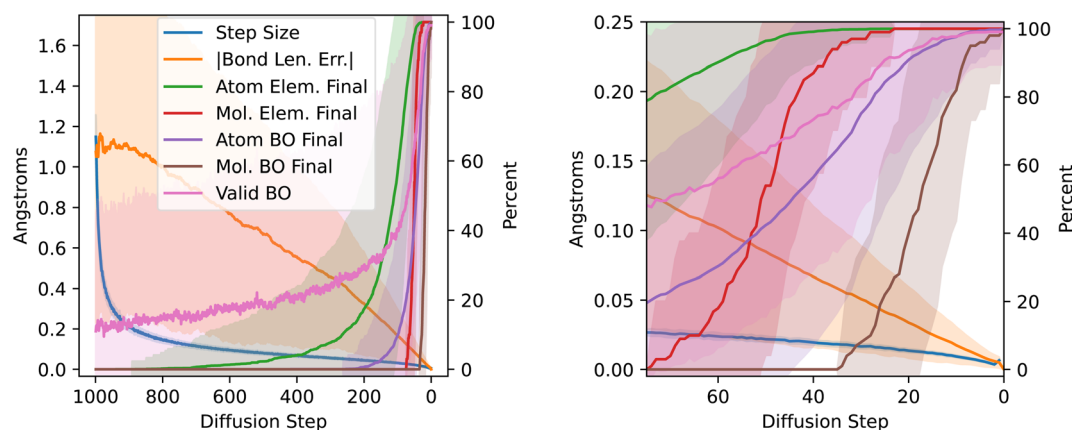 Step Size
|Bond Len. Err.|
Atom Elem. Final
Mol. Elem. Final
Atom BO Final
Mol. BO Final
Valid BO
1.6
1.4
1.2
1.0
0.8
0.6
0.4
0.2
0.0
Angstroms
1000
800
600
400
200
0
Diffusion Step
100
80
60
40
20
0
Percent
0.25
0.20
0.15
0.10
0.05
0.00
Angstroms
60
40
20
0
Diffusion Step
100
80
60
40
20
0
Percent